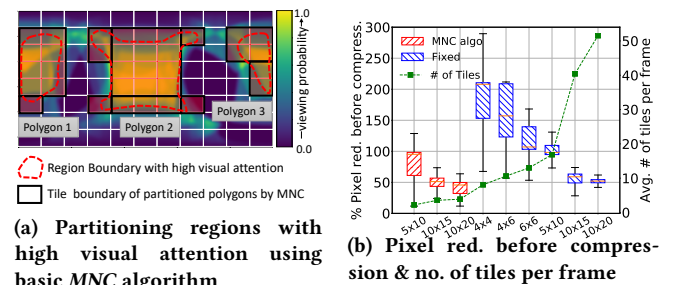 1.0
→viewing probability→
0.0
Polygon 1
Polygon 2
Polygon 3
Region Boundary with high visual attention
Tile boundary of partitioned polygons by MNC
(a) Partitioning regions with
high visual attention using
basic MNC algorithm
% Pixel red. before compress.
300
250
200
150
100
50
0
MNC algo
Fixed
# of Tiles
50
40
30
20
10
0
Avg. # of tiles per frame
5x10 10x15 10x20 4x4 4x6 6x6 5x10 10x15 10x20
(b) Pixel red. before compres-
sion & no. of tiles per frame